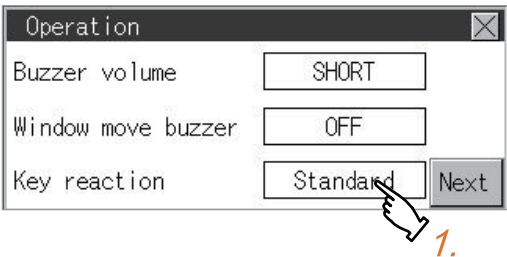 Operation
Buzzer volume SHORT
Window move buzzer OFF
Key reaction Standard Next
1.